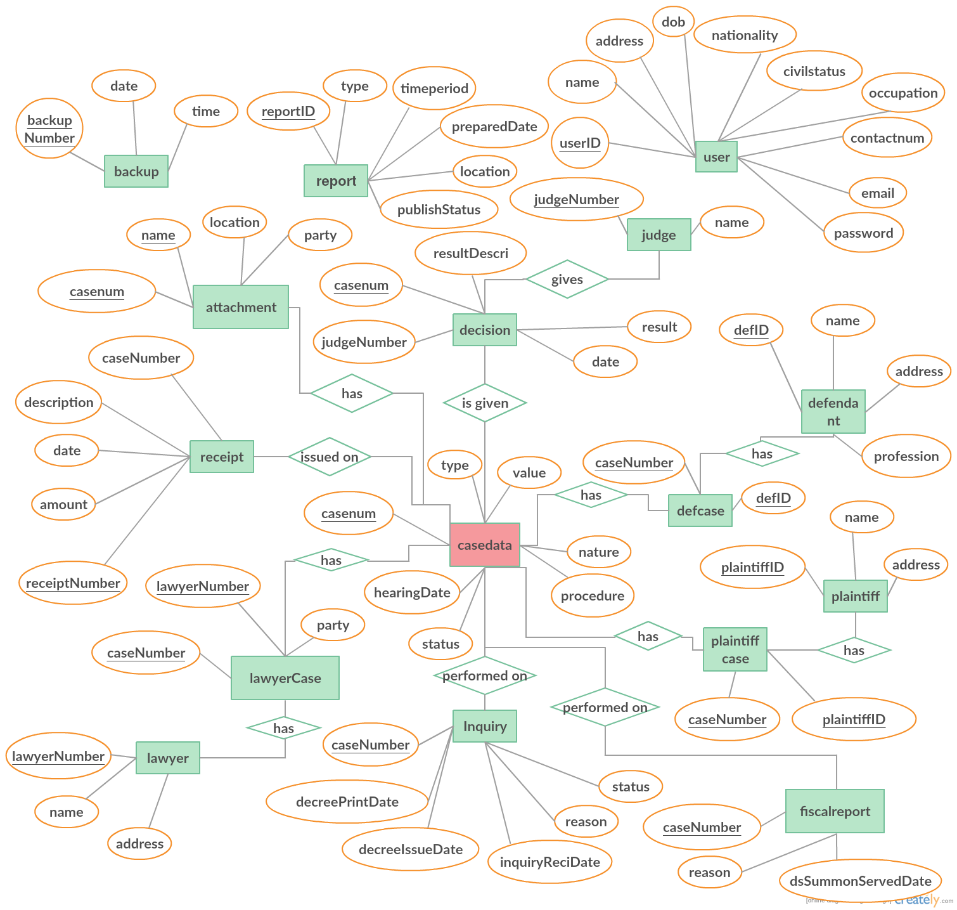 dob
address
nationality
name
civilstatus
occupation
contactnum
userID
user
email
password
date
backup
Number
time
backup
type
reportID
timeperiod
preparedDate
location
publishStatus
report
judgeNumber
name
judge
gives
location
name
party
casenum
attachment
has
resultDescri
casenum
judgeNumber
decision
result
date
is given
caseNumber
description
date
amount
receiptNumber
receipt
issued on
defID
name
address
profession
defenda
nt
has
caseNumber
defID
defcase
has
type
value
casenum
casedata
nature
procedure
hearingDate
status
has
name
plaintiffID
address
plaintiff
has
plaintiff
case
has
caseNumber
plaintiffID
lawyerNumber
party
caseNumber
lawyerCase
has
lawyerNumber
lawyer
name
address
performed on
performed on
caseNumber
Inquiry
decreePrintDate
decreeIssueDate
inquiryReciDate
reason
status
caseNumber
fiscalreport
reason
dsSummonServedDate
creately.com